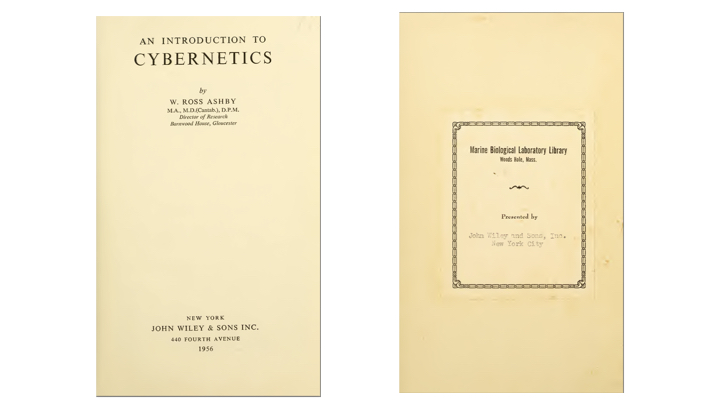 AN INTRODUCTION TO
CYBERNETICS
by
W. ROSS ASHBY
M.A., M.D.(Cantab.), D.P.M.
Director of Research
Barnwood House, Gloucester
NEW YORK
JOHN WILEY & SONS INC.
440 FOURTH AVENUE
1956
Marine Biological Laboratory Library
Woods Hole, Mass.
Presented by
John Wiley and Sons, Inc.
New York City